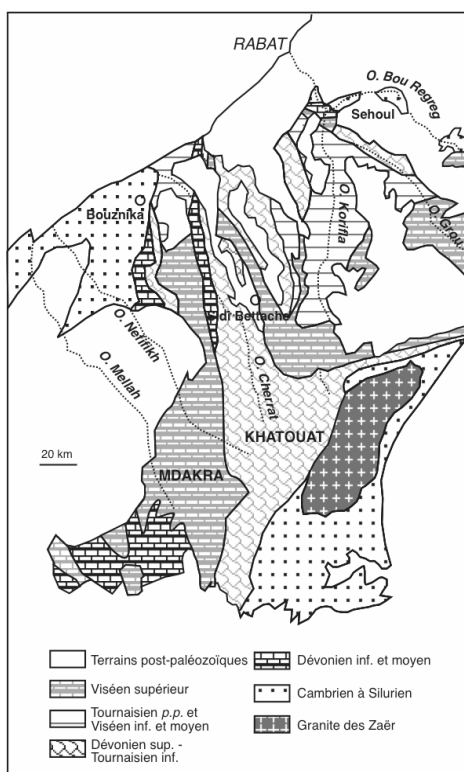 RABAT
O. Bou Regreg
Sehoul
O. Grou
O. Korifla
Bouznika
Sidi Bettache
O. Nefifikh
O. Mellah
O. Cherrat
KHATOUAT
20 km
MDAKRA
Terrains post-paléozoïques
Dévonien inf. et moyen
Viséen supérieur
Cambrien à Silurien
Tournaisien p.p. et
Viséen inf. et moyen
Granite des Zaër
Dévonien sup. -
Tournaisien inf.